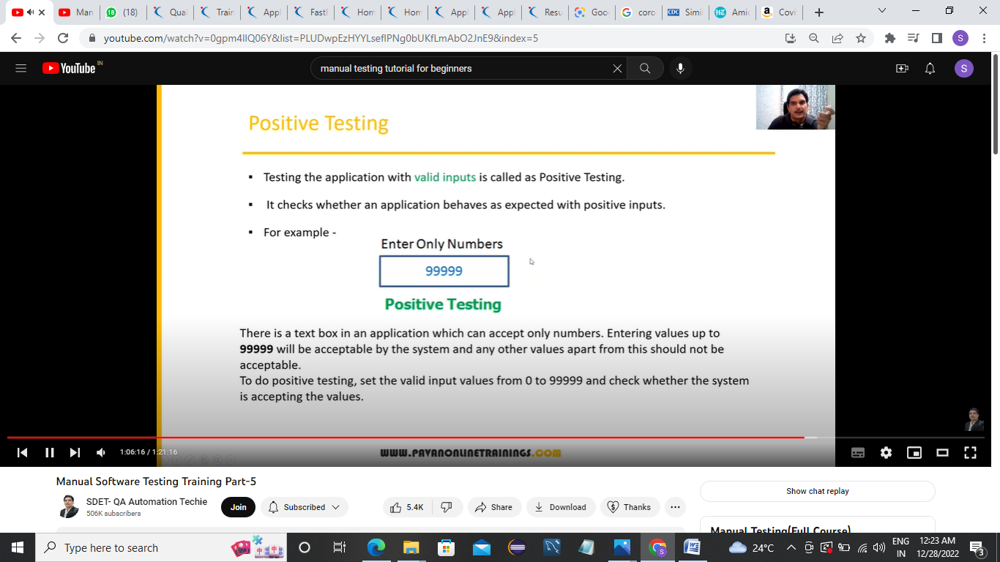 Man
(18)
Qual
Train
Appl
Fast
Hom
Hom
Appl
Appl
Resu
Goo
coro
CDC
Simi
Amic
Covi
youtube.com/watch?v=0gpm4lIQ06Y&list=PLUDwpEzHYYLsefIPNg0bUKfLmAbO2JnE9&index=5
S
YouTube IN
manual testing tutorial for beginners
S
Positive Testing
▪ Testing the application with valid inputs is called as Positive Testing.
▪ It checks whether an application behaves as expected with positive inputs.
▪ For example -
Enter Only Numbers
99999
Positive Testing
There is a text box in an application which can accept only numbers. Entering values up to
99999 will be acceptable by the system and any other values apart from this should not be
acceptable.
To do positive testing, set the valid input values from 0 to 99999 and check whether the system
is accepting the values.
1:06:16 / 1:21:16
WWW.PAVANONLINETRAININGS.COM
Manual Software Testing Training Part-5
SDET- QA Automation Techie
506K subscribers
Join
Subscribed
5.4K
Share
Download
Thanks
Show chat replay
Manual Testing(Full Course)
Type here to search
24°C
ENG
IN
12:23 AM
12/28/2022
3